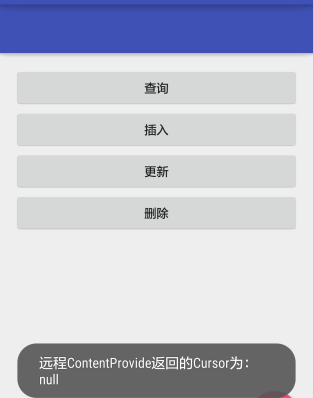 查询
插入
更新
删除
远程ContentProvide返回的Cursor为：
null